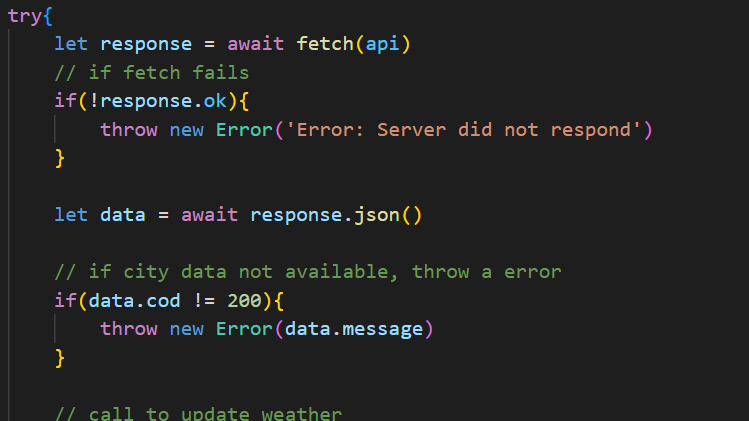 try{
let response = await fetch(api)
// if fetch fails
if(!response.ok){
throw new Error('Error: Server did not respond')
}
let data = await response.json()
// if city data not available, throw a error
if(data.cod != 200){
throw new Error(data.message)
}
// call to update weather